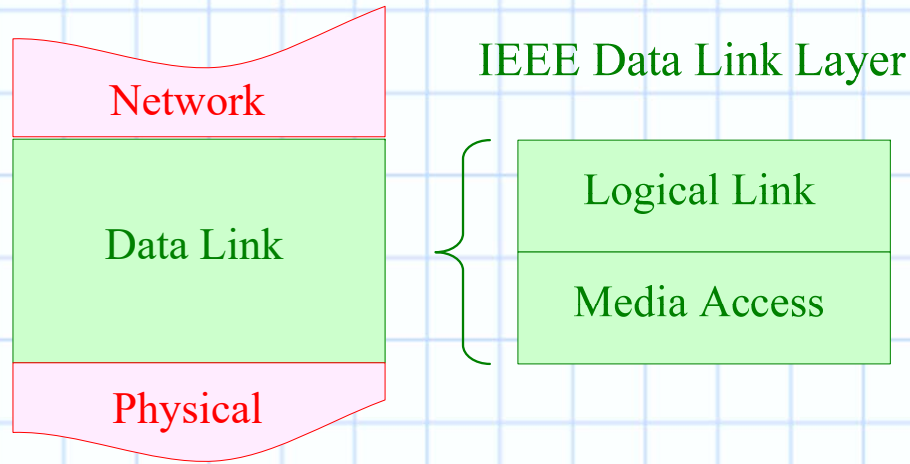 IEEE Data Link Layer
Network
Data Link
Physical
Logical Link
Media Access